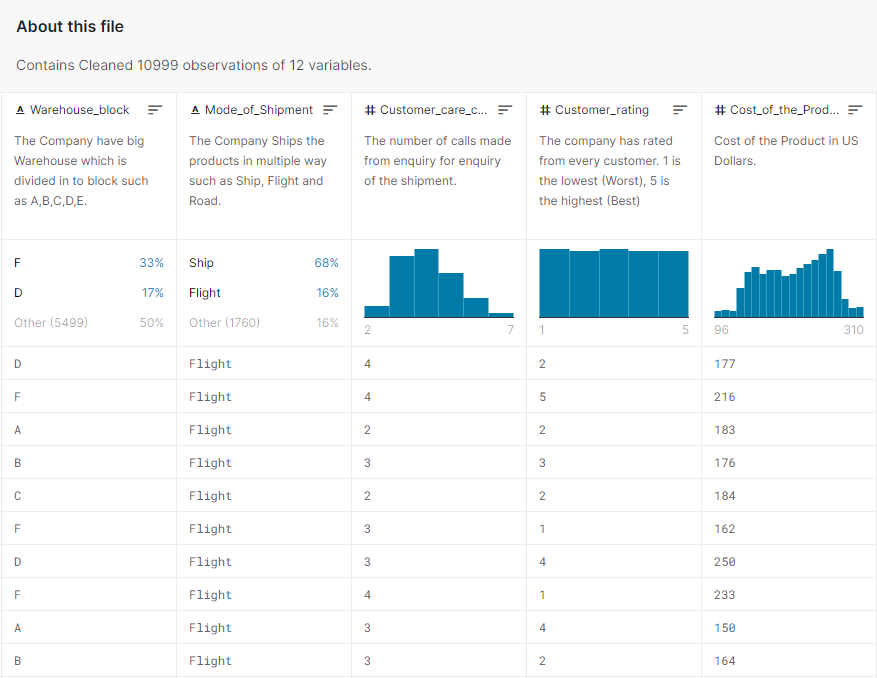 About this file
Contains Cleaned 10999 observations of 12 variables.
A Warehouse_block
A Mode_of_Shipment
# Customer_care_c...
# Customer_rating
# Cost_of_the_Prod...
The Company have big
Warehouse which is
divided in to block such
as A,B,C,D,E.
The Company Ships the
products in multiple way
such as Ship, Flight and
Road.
The number of calls made
from enquiry for enquiry
of the shipment.
The company has rated
from every customer. 1 is
the lowest (Worst), 5 is
the highest (Best)
Cost of the Product in US
Dollars.
F 33%
D 17%
Other (5499) 50%
Ship 68%
Flight 16%
Other (1760) 16%
2 7
1 5
96 310
D Flight 4 2 177
F Flight 4 5 216
A Flight 2 2 183
B Flight 3 3 176
C Flight 2 2 184
F Flight 3 1 162
D Flight 3 4 250
F Flight 4 1 233
A Flight 3 4 150
B Flight 3 2 164